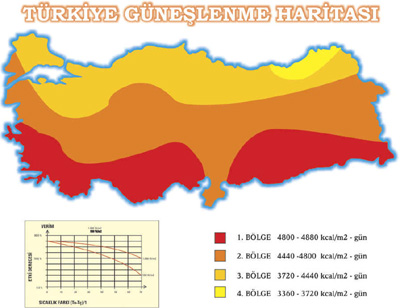 TÜRKİYE GÜNEŞLENME HARİTASI
1. BÖLGE 4800 - 4880 kcal/m2 - gün
2. BÖLGE 4440 -4800 - kcal/m2 - gün
3. BÖLGE 3720 - 4440 kcal/m2 - gün
4. BÖLGE 3360 - 3720 kcal/m2 - gün
VERİM
SICAKLIK FARKI